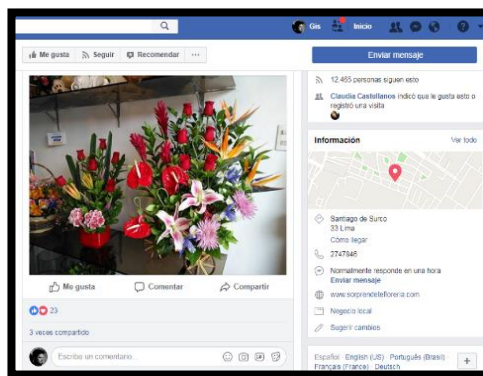 Gis
Inicio
Me gusta
Seguir
Recomendar
Enviar mensaje
12.465 personas siguen esto
Claudia Castellanos indicó que le gusta esto o
registró una visita
Información
Ver todo
Santiago de Surco
33 Lima
Cómo llegar
2747846
Normalmente responde en una hora
Enviar mensaje
www.sorprendetefloreria.com
Negocio local
Sugerir cambios
Me gusta
Comentar
Compartir
23
3 veces compartido
Escribe un comentario
Español · English (US) · Português (Brasil) ·
Français (France) · Deutsch